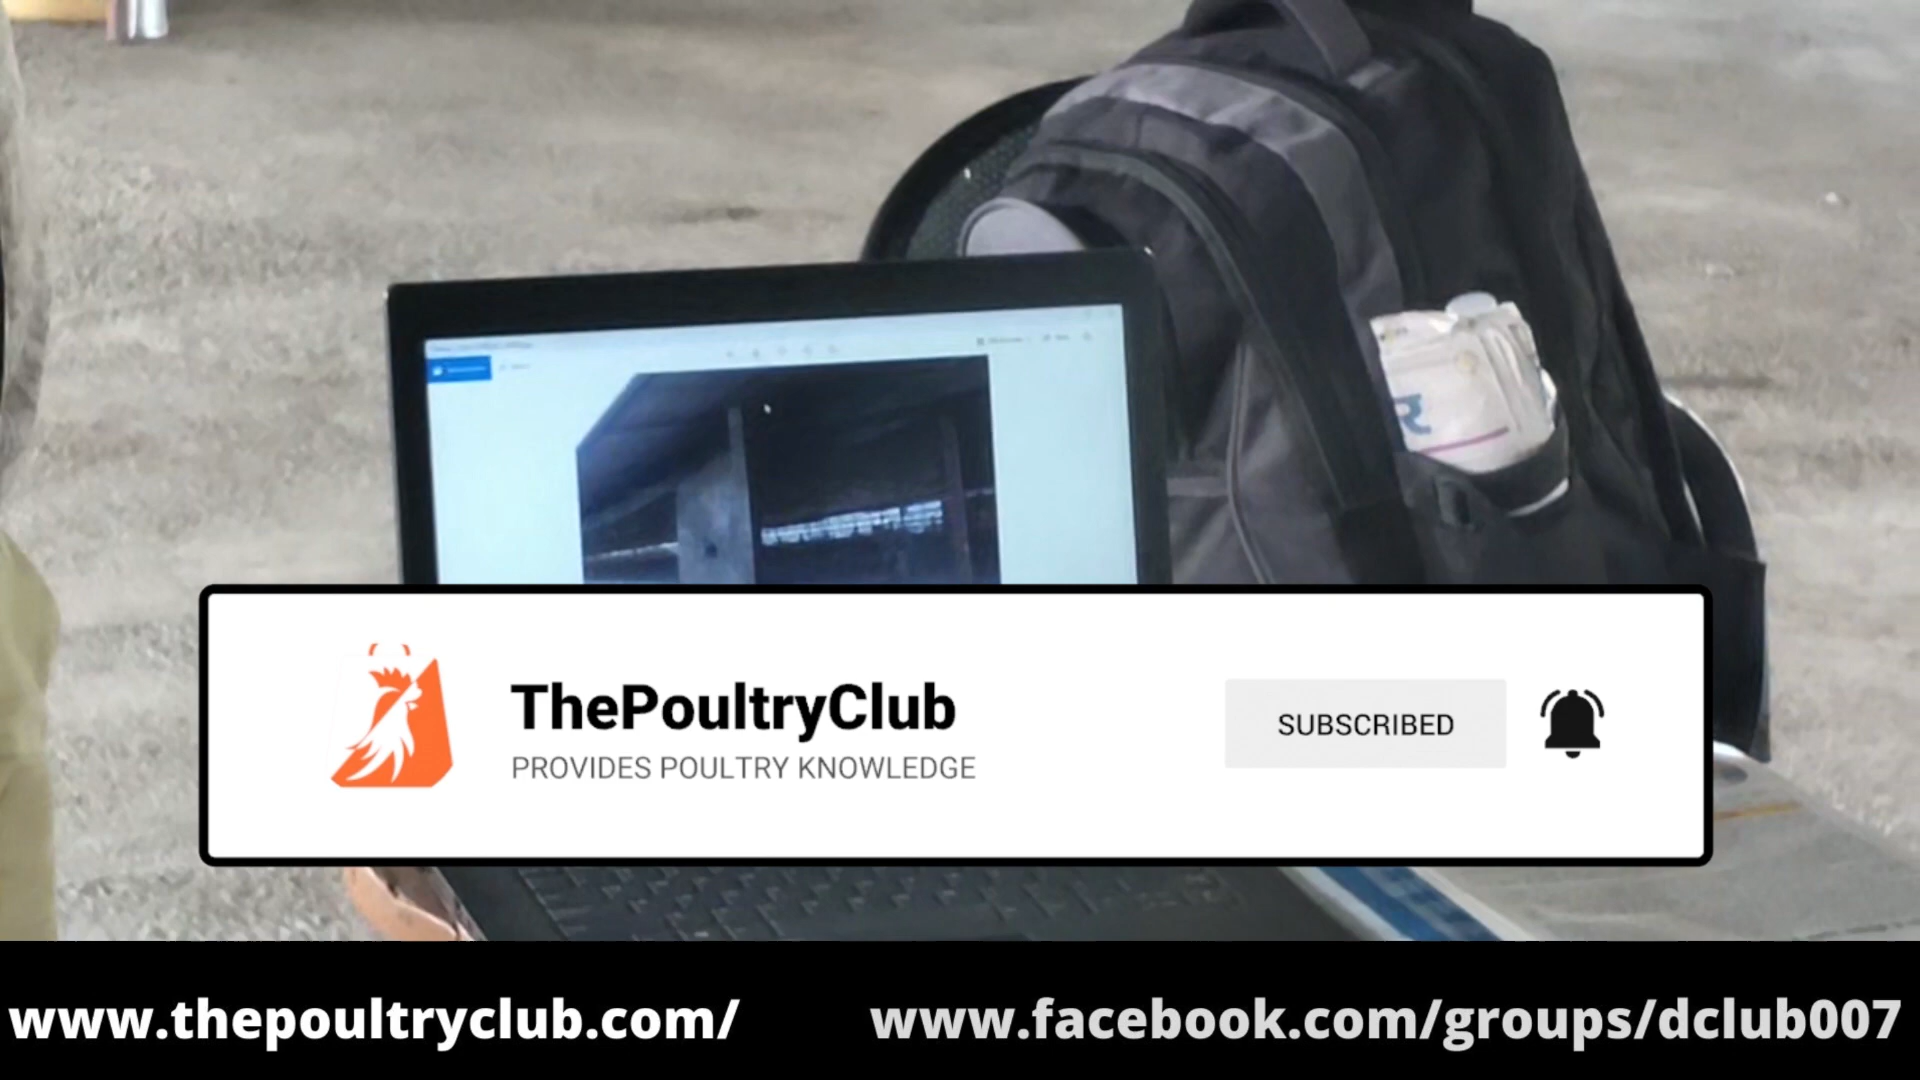 र
ThePoultryClub
PROVIDES POULTRY KNOWLEDGE
SUBSCRIBED
www.thepoultryclub.com/
www.facebook.com/groups/dclub007